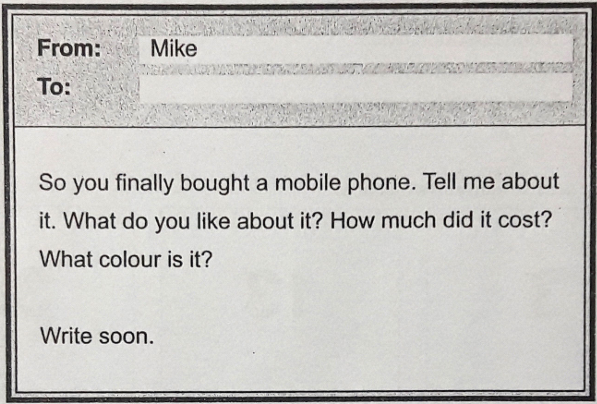 From: Mike
To:
So you finally bought a mobile phone. Tell me about
it. What do you like about it? How much did it cost?
What colour is it?
Write soon.